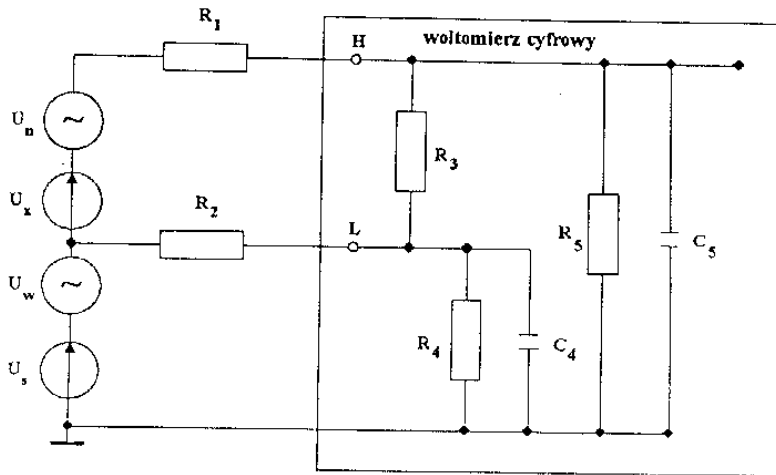 R1
H
woltomierz cyfrowy
Un
R3
Ux
R2
L
R5
C5
Uw
R4
C4
Us